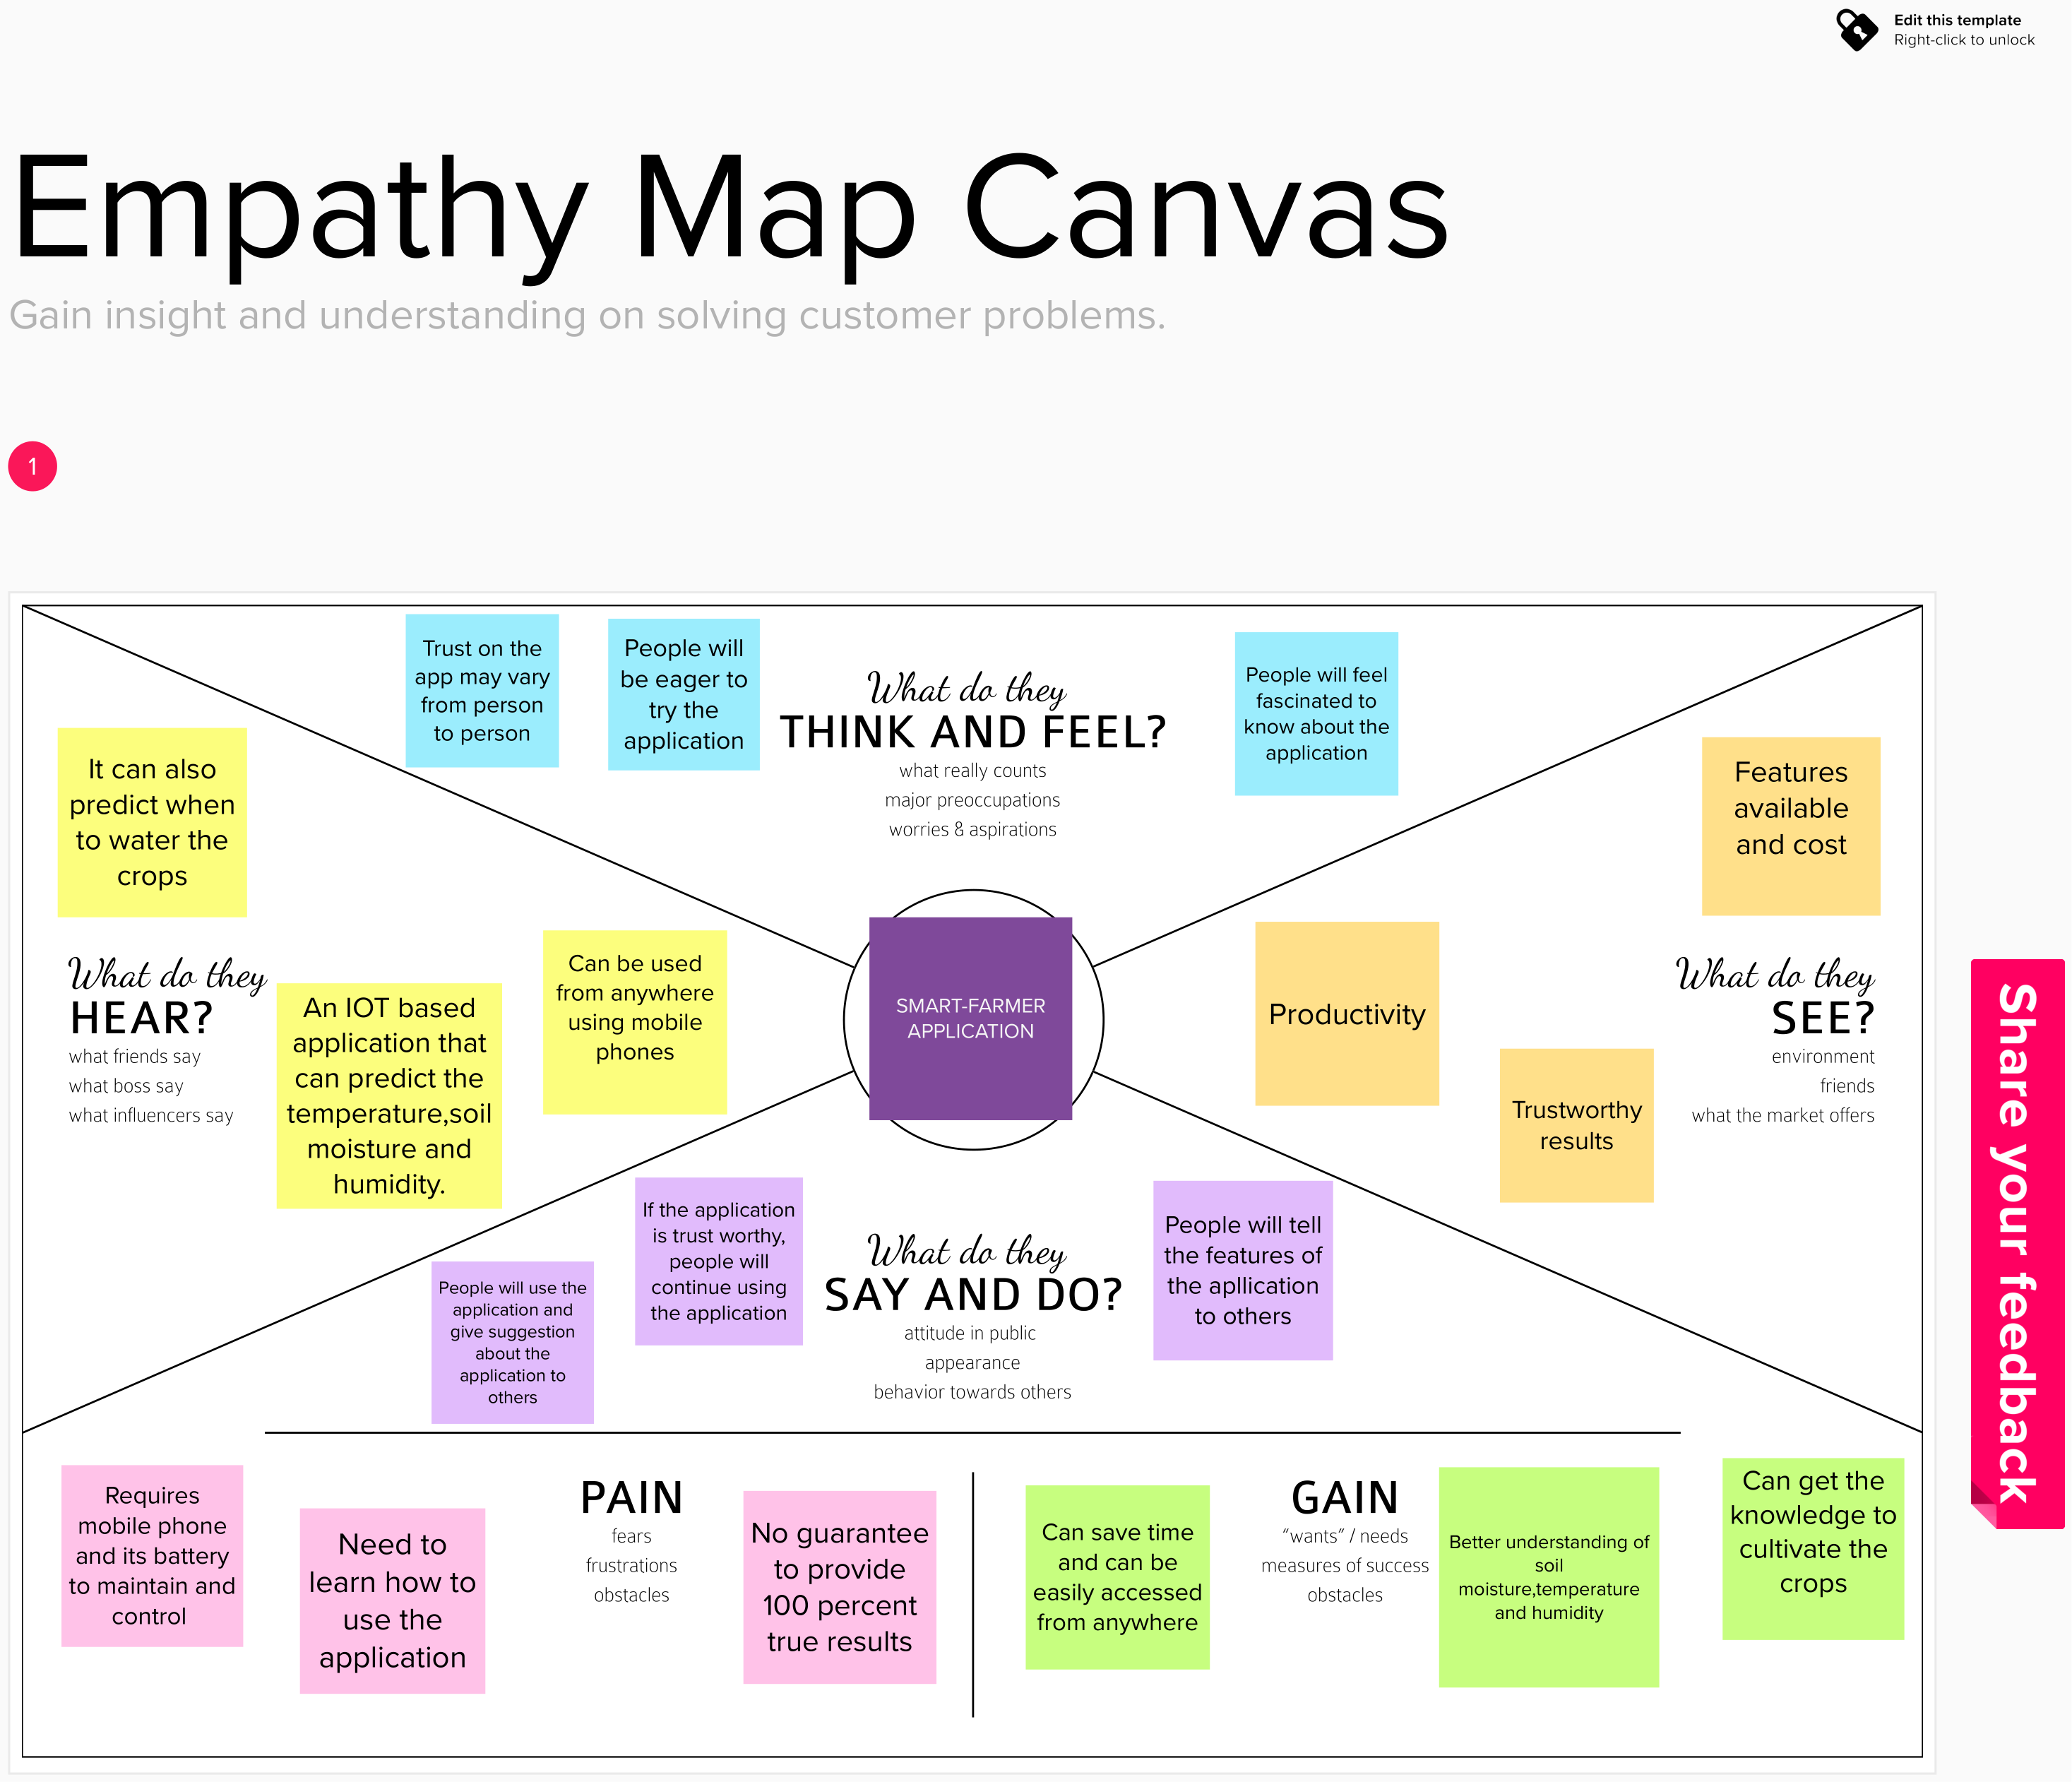 Edit this template
Right-click to unlock
Empathy Map Canvas
Gain insight and understanding on solving customer problems.
1
Trust on the
app may vary
from person
to person
People will
be eager to
try the
application
What do they
THINK AND FEEL?
what really counts
major preoccupations
worries & aspirations
People will feel
fascinated to
know about the
application
It can also
predict when
to water the
crops
What do they
HEAR?
what friends say
what boss say
what influencers say
An IOT based
application that
can predict the
temperature,soil
moisture and
humidity.
Can be used
from anywhere
using mobile
phones
SMART-FARMER
APPLICATION
Productivity
Features
available
and cost
What do they
SEE?
environment
friends
what the market offers
Trustworthy
results
People will use the
application and
give suggestion
about the
application to
others
If the application
is trust worthy,
people will
continue using
the application
What do they
SAY AND DO?
attitude in public
appearance
behavior towards others
People will tell
the features of
the apllication
to others
Share your feedback
Requires
mobile phone
and its battery
to maintain and
control
Need to
learn how to
use the
application
PAIN
fears
frustrations
obstacles
No guarantee
to provide
100 percent
true results
Can save time
and can be
easily accessed
from anywhere
GAIN
“wants” / needs
measures of success
obstacles
Better understanding of
soil
moisture,temperature
and humidity
Can get the
knowledge to
cultivate the
crops